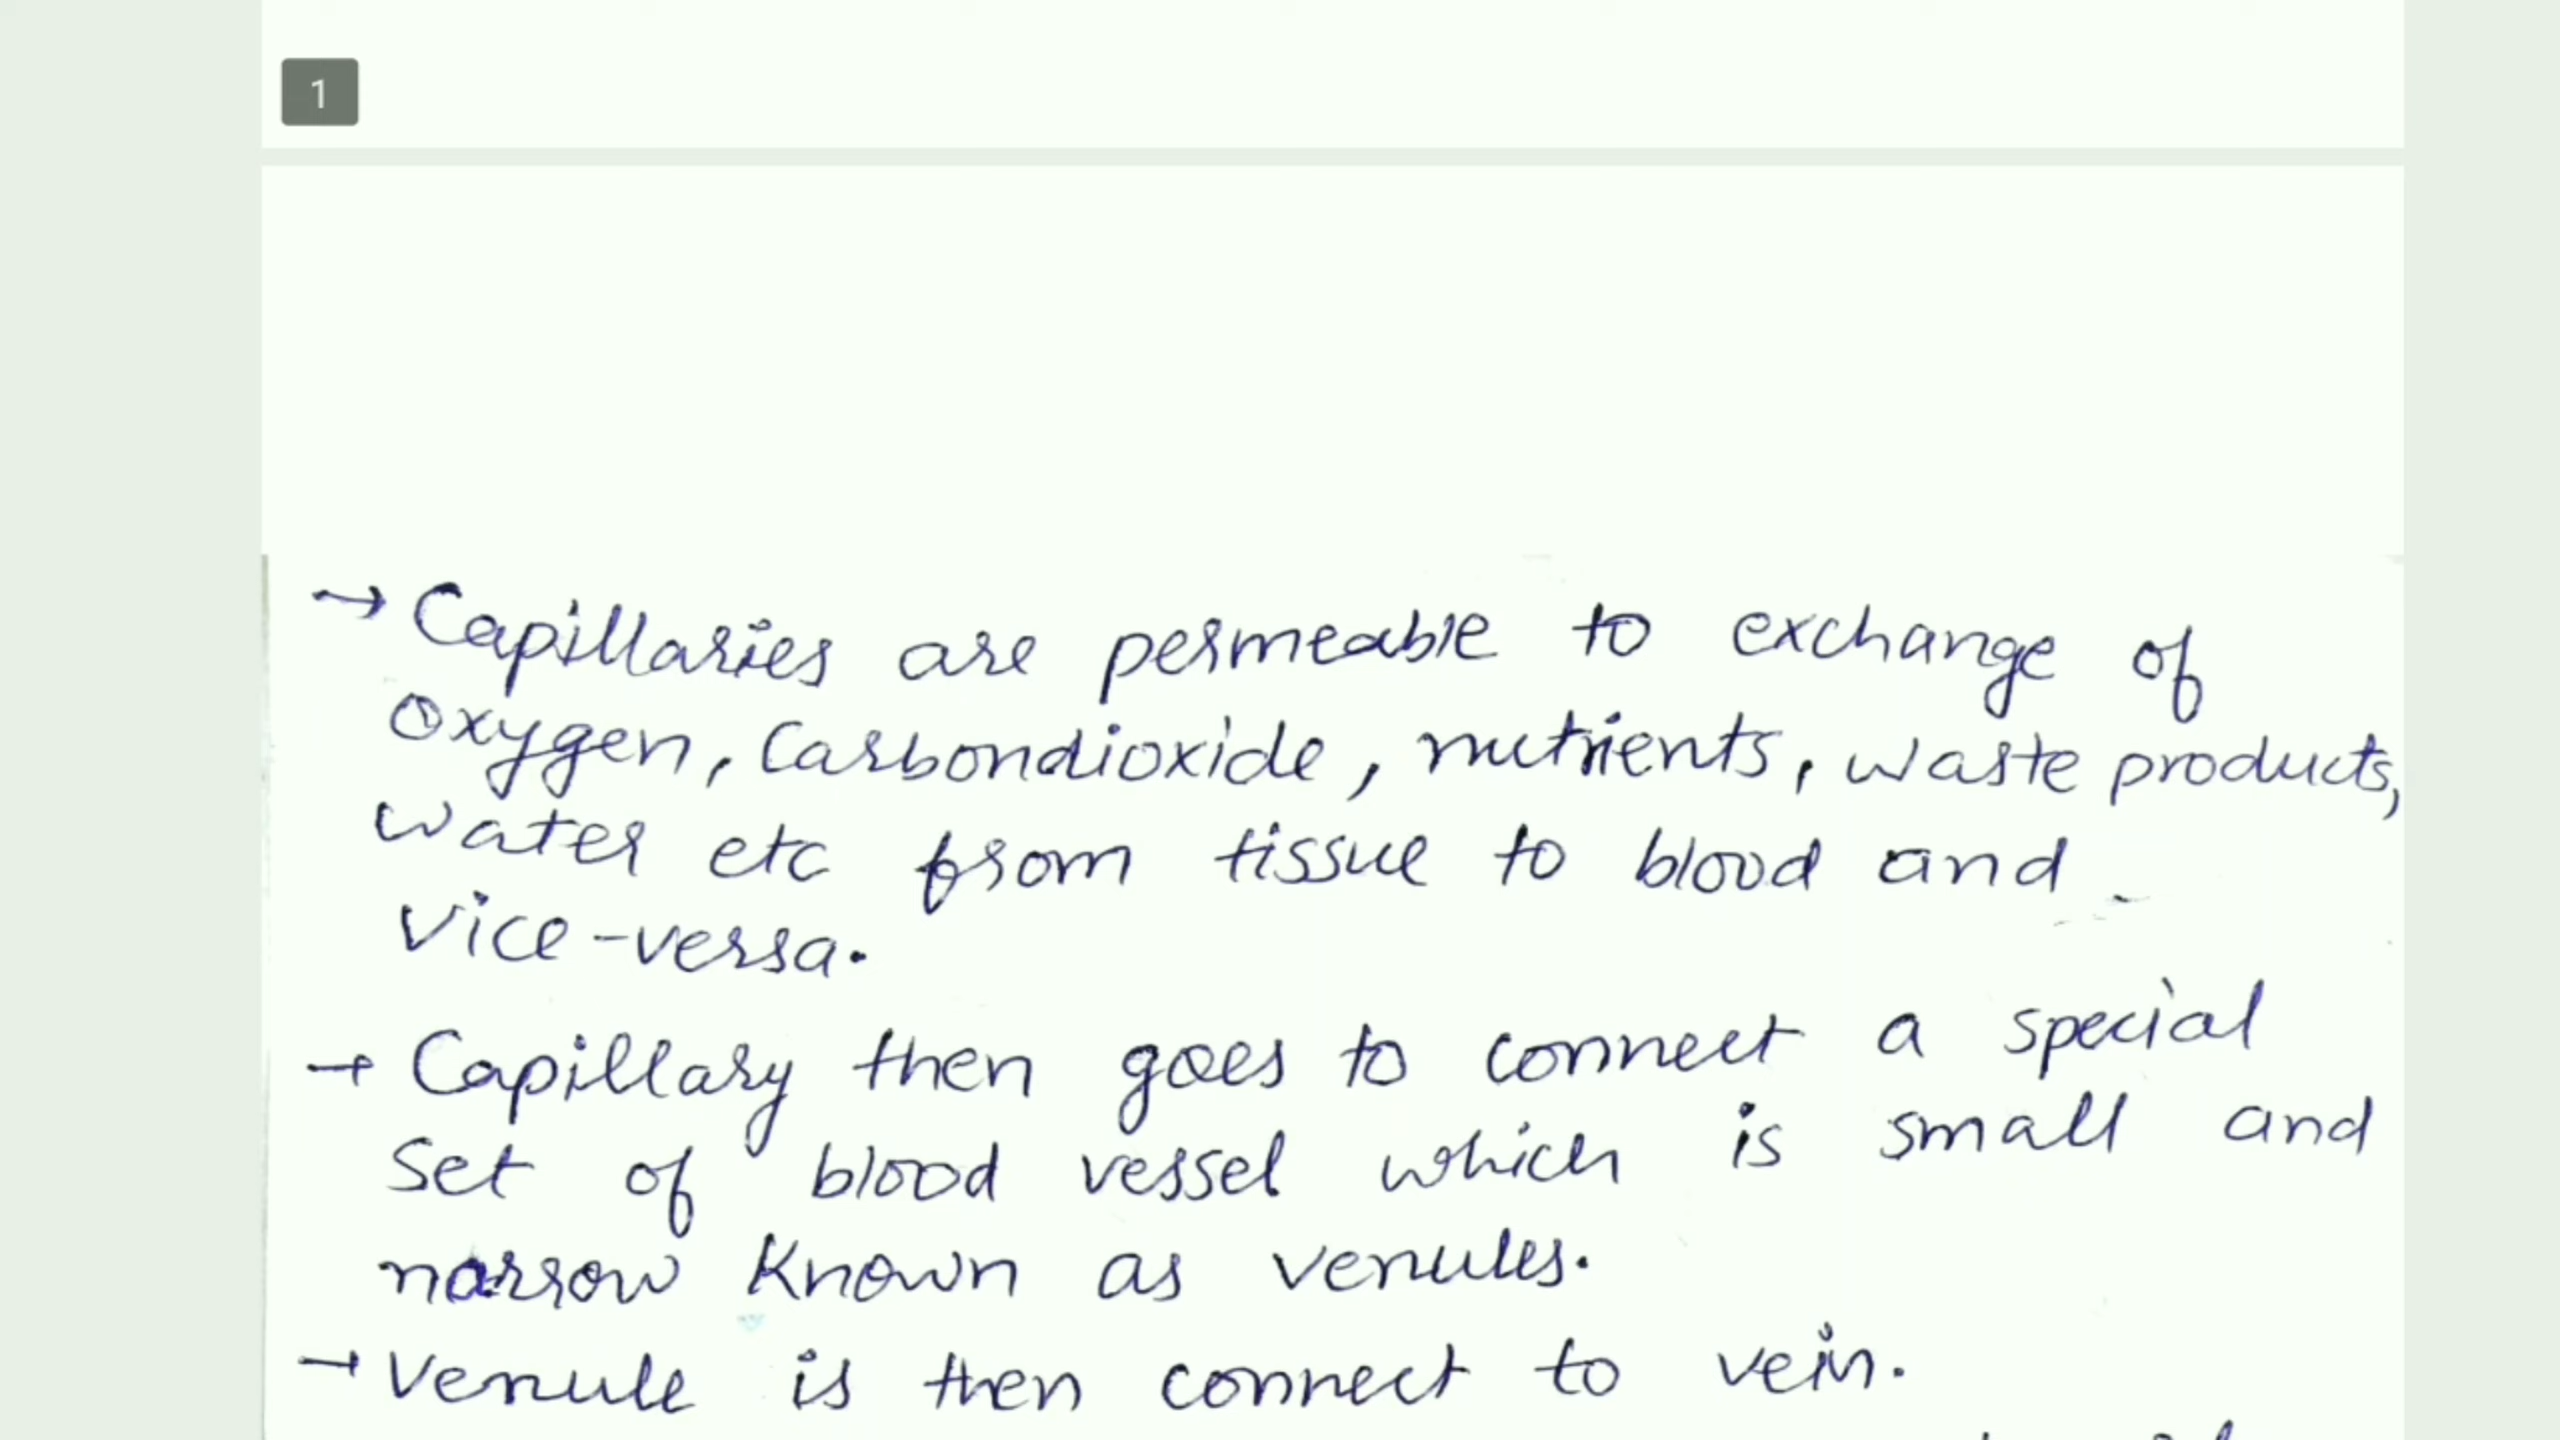 1
→ Capillaries are permeable to exchange of
oxygen, Carbondioxide, nutrients, waste products,
water etc from tissue to blood and
vice-versa.
→ Capillary then goes to connect a special
set of blood vessel which is small and
narrow known as venules.
→ Venule is then connect to vein.